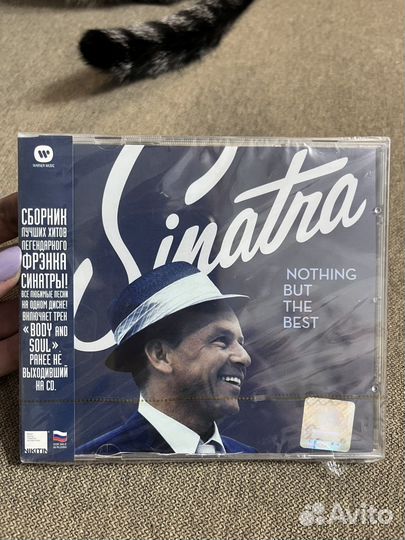 WARNER MUSIC
СБОРНИК
ЛУЧШИХ ХИТОВ
ЛЕГЕНДАРНОГО
ФРЭНКА
СИНАТРЫ!
ВСЕ ЛЮБИМЫЕ ПЕСНИ
НА ОДНОМ ДИСКЕ!
ВКЛЮЧАЕТ ТРЕК
«BODY AND
SOUL»
РАНЕЕ НЕ
ВЫХОДИВШИЙ
НА CD.
NIKITIN
Sinatra
NOTHING
BUT
THE
BEST
Avito